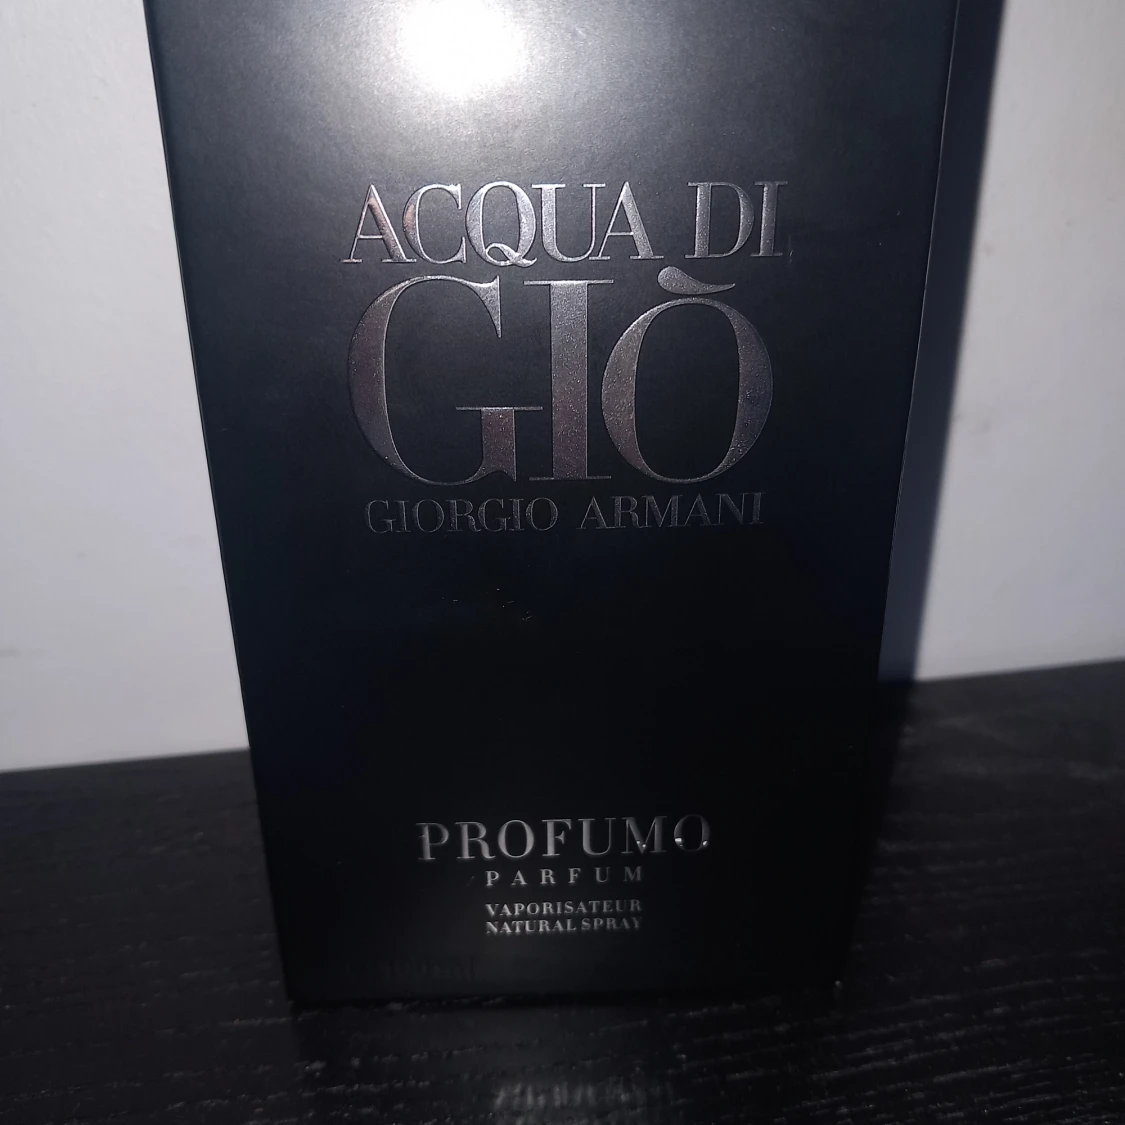 ACQUA DI
GIÒ
GIORGIO ARMANI
PROFUMO
PARFUM
VAPORISATEUR
NATURAL SPRAY